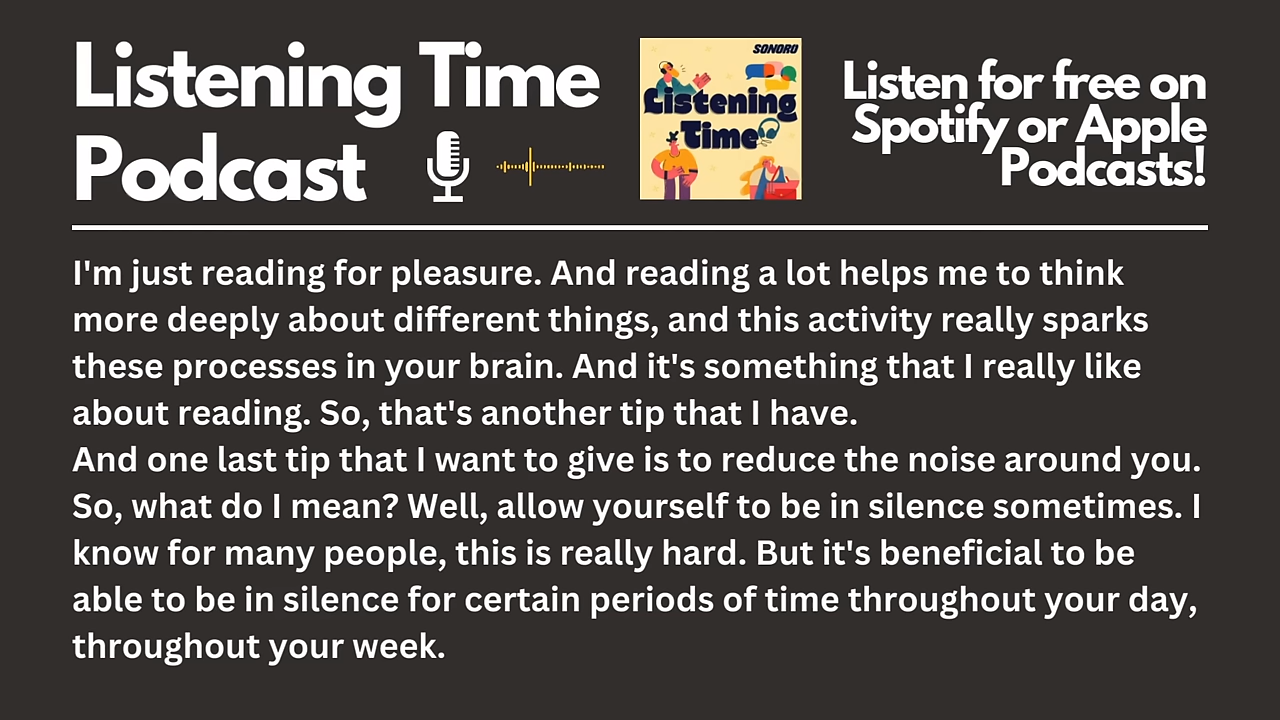 Listening Time
Podcast
SONORO
Listening
Time
Listen for free on
Spotify or Apple
Podcasts!
I'm just reading for pleasure. And reading a lot helps me to think
more deeply about different things, and this activity really sparks
these processes in your brain. And it's something that I really like
about reading. So, that's another tip that I have.
And one last tip that I want to give is to reduce the noise around you.
So, what do I mean? Well, allow yourself to be in silence sometimes. I
know for many people, this is really hard. But it's beneficial to be
able to be in silence for certain periods of time throughout your day,
throughout your week.